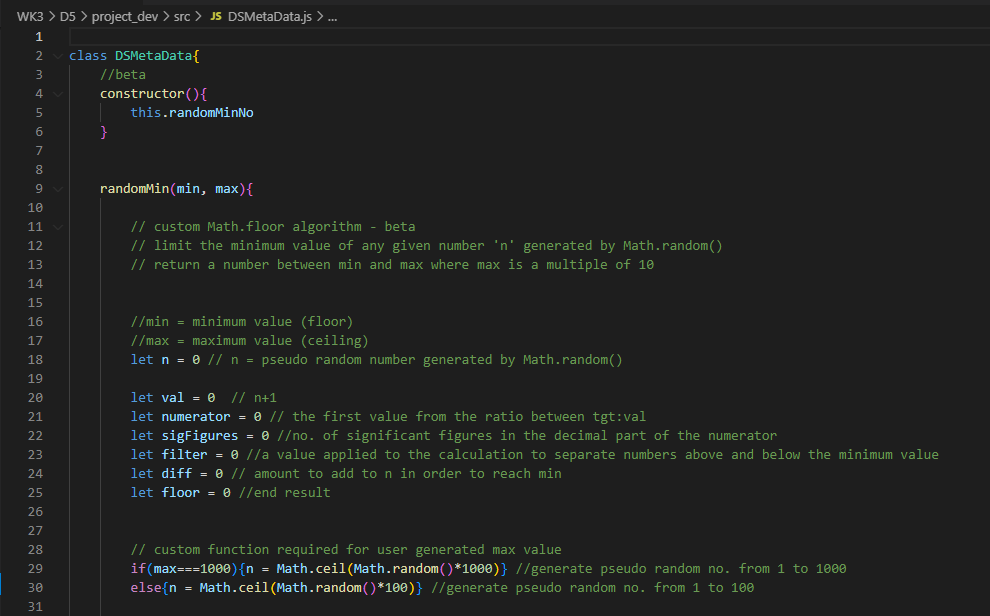 WK3 > D5 > project_dev > src > JS DSMetaData.js > ...
1
2 class DSMetaData{
3 //beta
4 constructor(){
5 this.randomMinNo
6 }
7
8
9 randomMin(min, max){
10
11 // custom Math.floor algorithm - beta
12 // limit the minimum value of any given number 'n' generated by Math.random()
13 // return a number between min and max where max is a multiple of 10
14
15
16 //min = minimum value (floor)
17 //max = maximum value (ceiling)
18 let n = 0 // n = pseudo random number generated by Math.random()
19
20 let val = 0  // n+1
21 let numerator = 0 // the first value from the ratio between tgt:val
22 let sigFigures = 0 //no. of significant figures in the decimal part of the numerator
23 let filter = 0 //a value applied to the calculation to separate numbers above and below the minimum value
24 let diff = 0 // amount to add to n in order to reach min
25 let floor = 0 //end result
26
27
28 // custom function required for user generated max value
29 if(max===1000){n = Math.ceil(Math.random()*1000)} //generate pseudo random no. from 1 to 1000
30 else{n = Math.ceil(Math.random()*100)} //generate pseudo random no. from 1 to 100
31